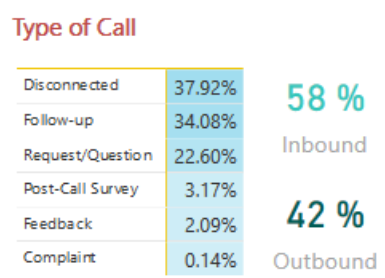 Type of Call
Disconnected 37.92%
Follow-up 34.08%
Request/Question 22.60%
Post-Call Survey 3.17%
Feedback 2.09%
Complaint 0.14%
58 %
Inbound
42 %
Outbound